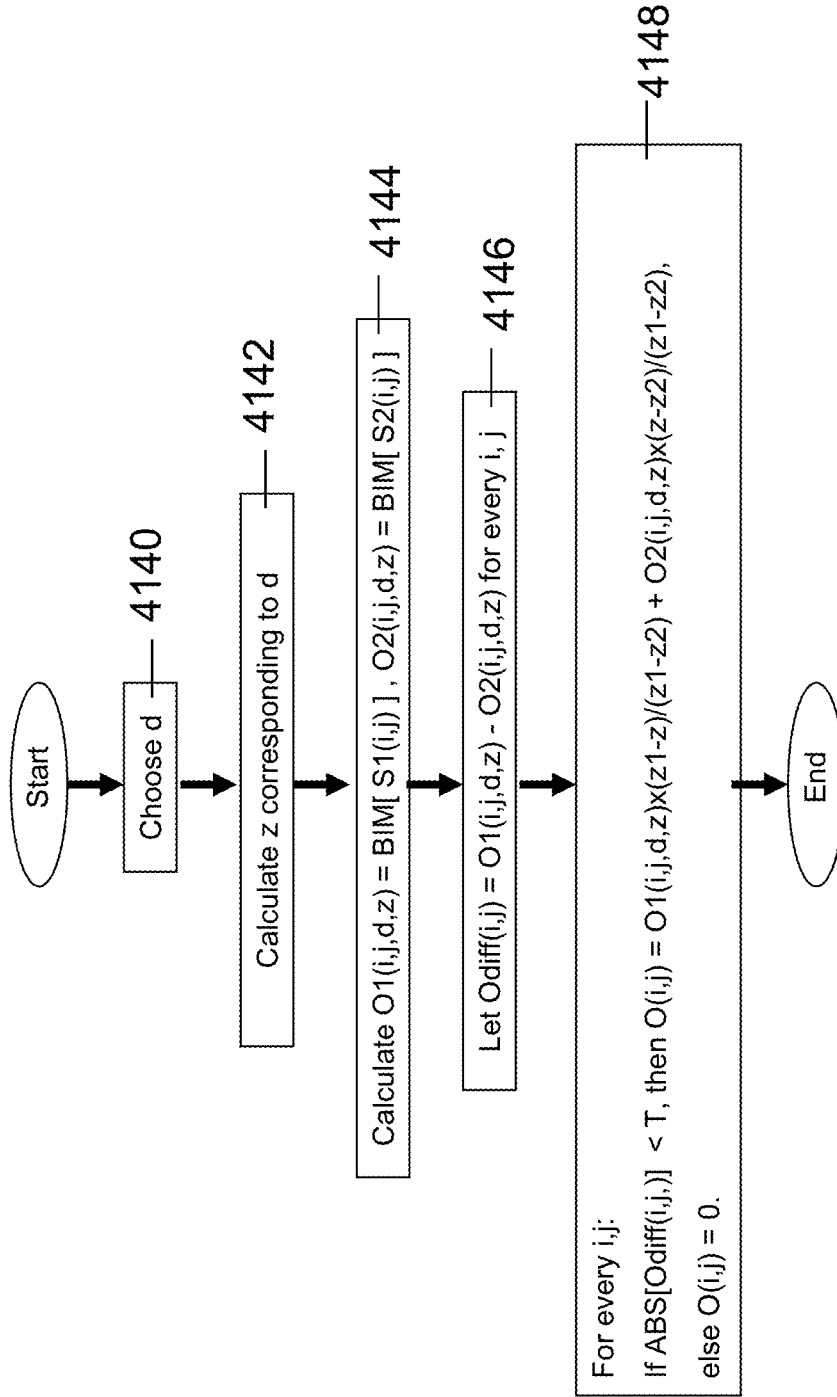 Start
Choose d
4140
Calculate z corresponding to d
4142
Calculate O1(i,j,d,z) = BIM[ S1(i,j) ] , O2(i,j,d,z) = BIM[ S2(i,j) ]
4144
Let Odiff(i,j) = O1(i,j,d,z) - O2(i,j,d,z) for every i, j
4146
For every i,j:
If ABS[Odiff(i,j,)] < T, then O(i,j) = O1(i,j,d,z)x(z1-z)/(z1-z2) + O2(i,j,d,z)x(z-z2)/(z1-z2),
else O(i,j) = 0.
4148
End